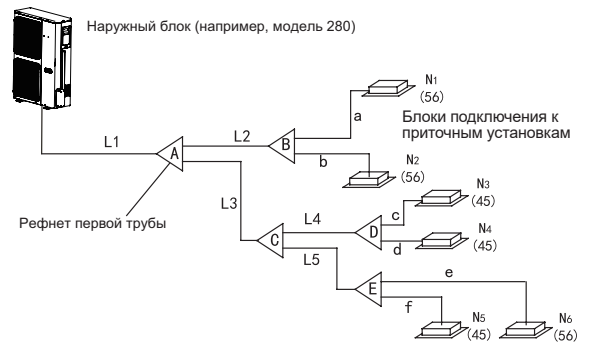 Наружный блок (например, модель 280)
N1
(56)
a
Блоки подключения к
приточным установкам
L1
L2
A
B
b
N2
(56)
L3
Рефнет первой трубы
N3
(45)
c
L4
D
N4
(45)
d
C
L5
E
e
f
N5
(45)
N6
(56)